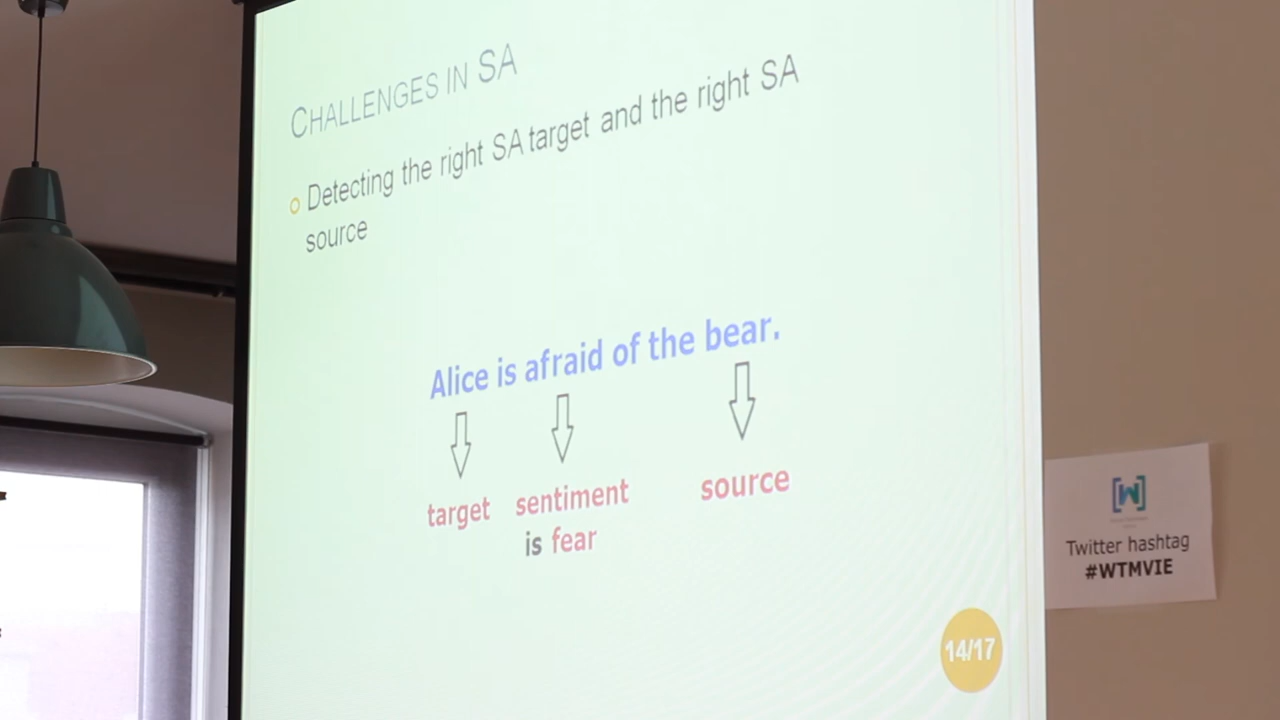 CHALLENGES IN SA
Detecting the right SA target and the right SA
source
Alice is afraid of the bear.
target sentiment source
is fear
14/17
Twitter hashtag
#WTMVIE